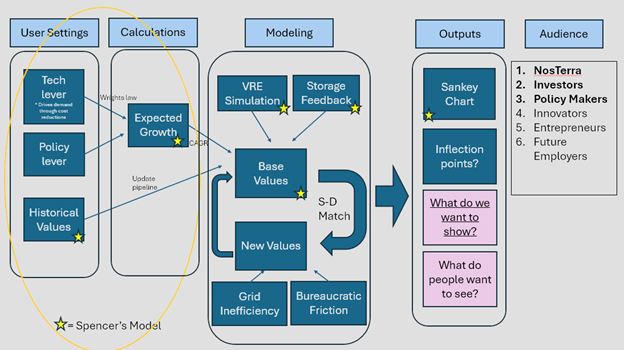 User Settings
Calculations
Modeling
Outputs
Audience
Tech
lever
* Drives demand
through cost
reductions
Policy
lever
Historical
Values
Wrights law
Expected
Growth
CAGR
Update
pipeline
VRE
Simulation
Storage
Feedback
Base
Values
S-D
Match
New Values
Grid
Inefficiency
Bureaucratic
Friction
Sankey
Chart
Inflection
points?
What do we
want to
show?
What do
people want
to see?
1. NosTerra
2. Investors
3. Policy Makers
4. Innovators
5. Entrepreneurs
6. Future
Employers
= Spencer's Model